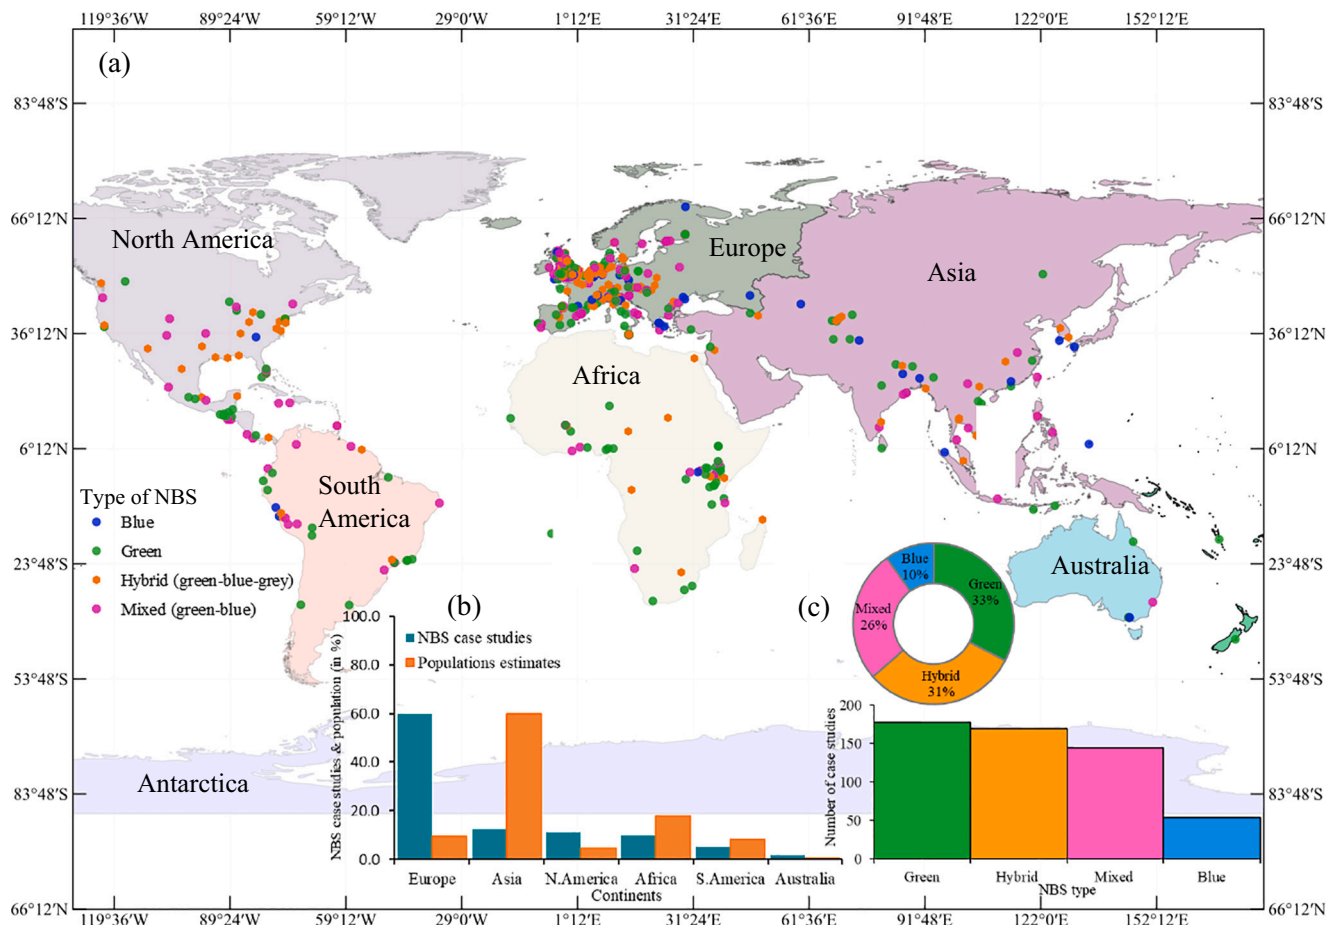 119°36′W 89°24′W 59°12′W 29°00′W 1°12′E 31°24′E 61°36′E 91°48′E 122°0′E 152°12′E
(a)
83°48′S 83°48′S
66°12′N 66°12′N
North America
Europe
Asia
36°12′N 36°12′N
Africa
6°12′N 6°12′N
South
America
Type of NBS
Blue
Green
Hybrid (green-blue-grey)
Mixed (green-blue)
23°48′S 23°48′S
Australia
53°48′S 53°48′S
Antarctica
83°48′S 83°48′S
66°12′N 66°12′N
(b)
NBS case studies & population (in %)
100.0
80.0
60.0
40.0
20.0
0.0
NBS case studies
Populations estimates
Europe Asia N.America Africa S.America Australia
Continents
(c)
Blue
10%
Green
33%
Mixed
26%
Hybrid
31%
Number of case studies
200
150
100
50
0
Green Hybrid Mixed Blue
NBS type
119°36′W 89°24′W 59°12′W 29°00′W 1°12′E 31°24′E 61°36′E 91°48′E 122°0′E 152°12′E